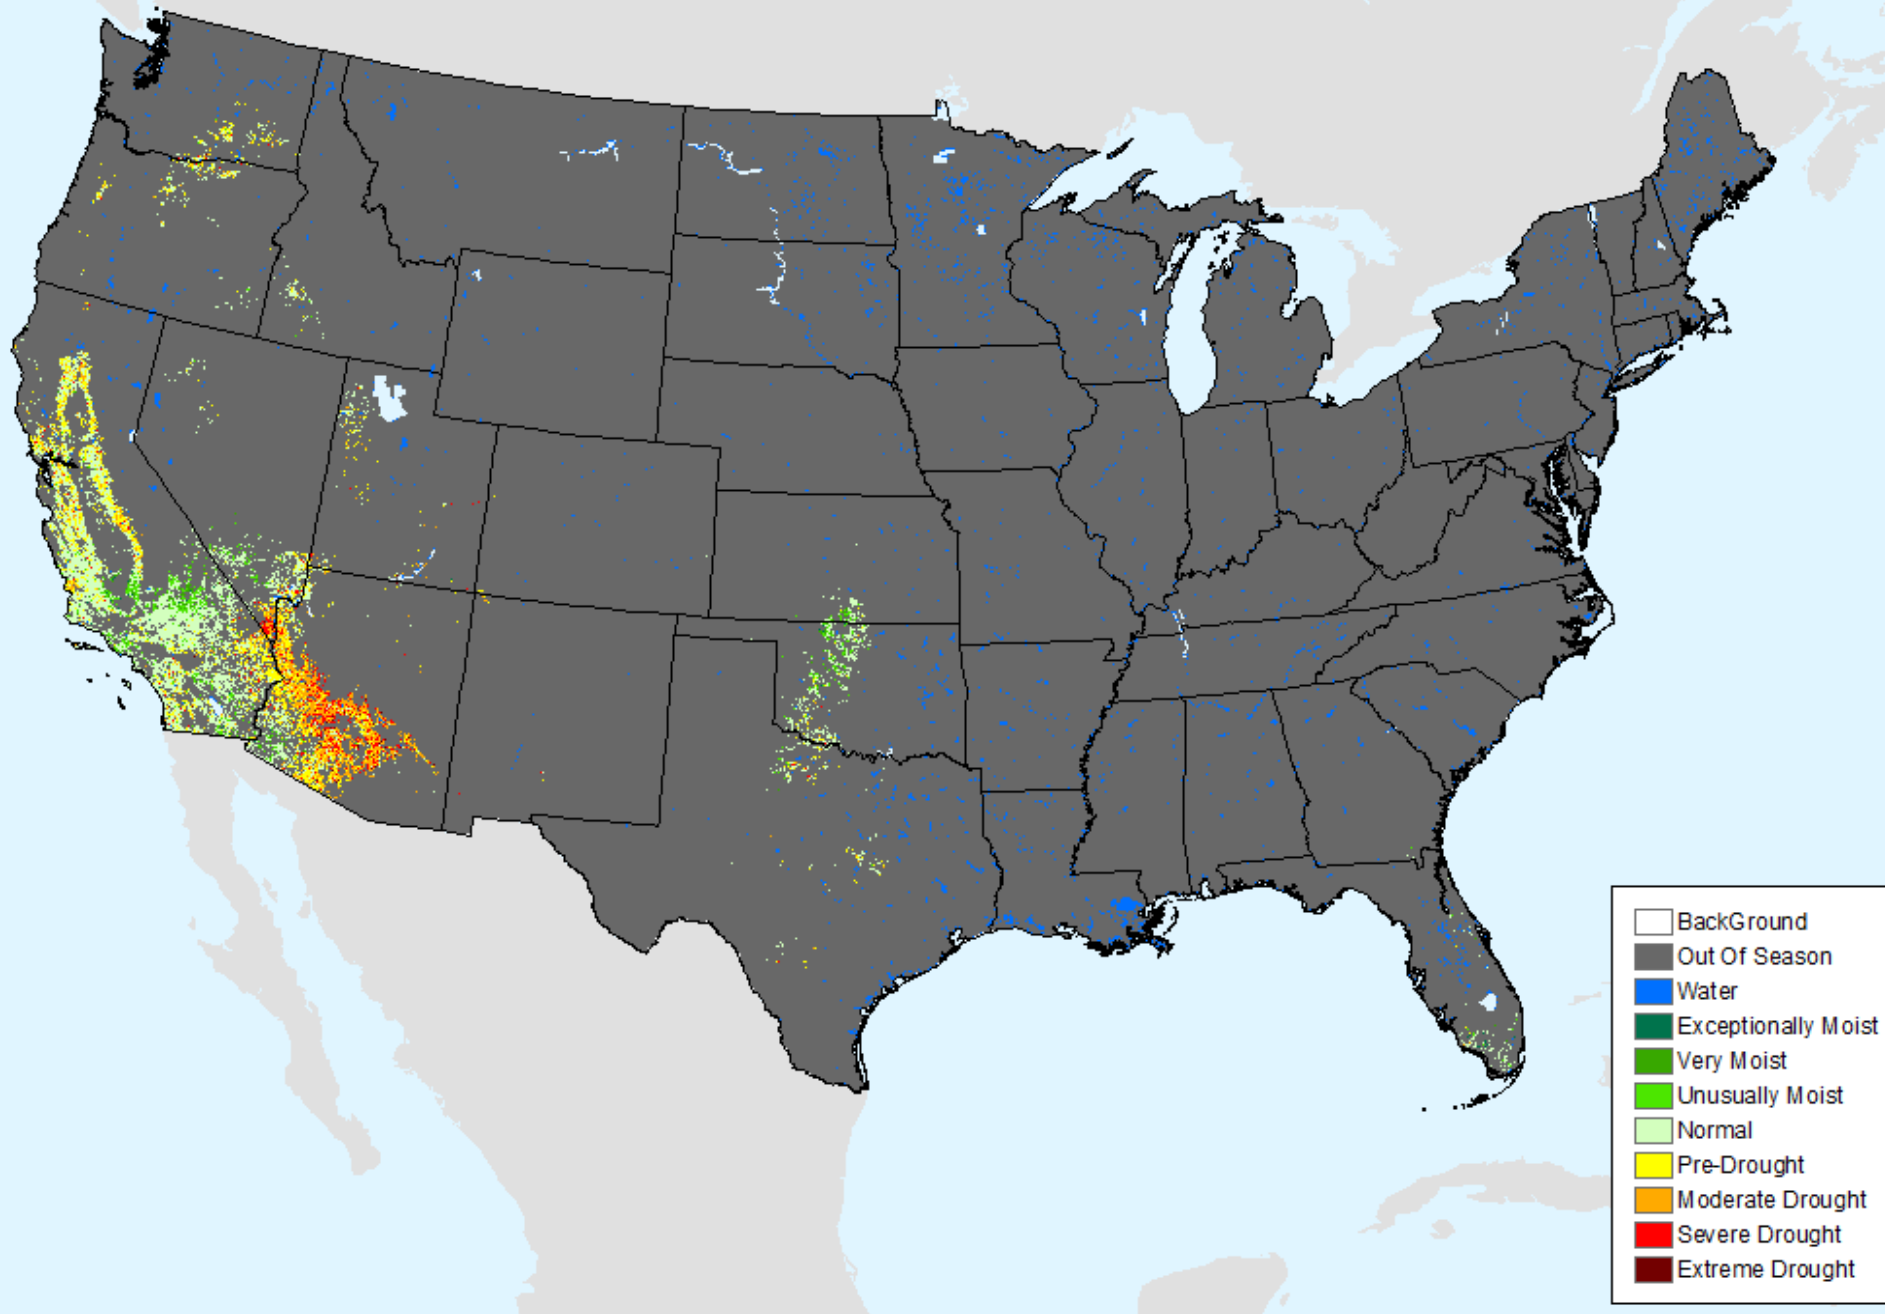 BackGround
Out Of Season
Water
Exceptionally Moist
Very Moist
Unusually Moist
Normal
Pre-Drought
Moderate Drought
Severe Drought
Extreme Drought